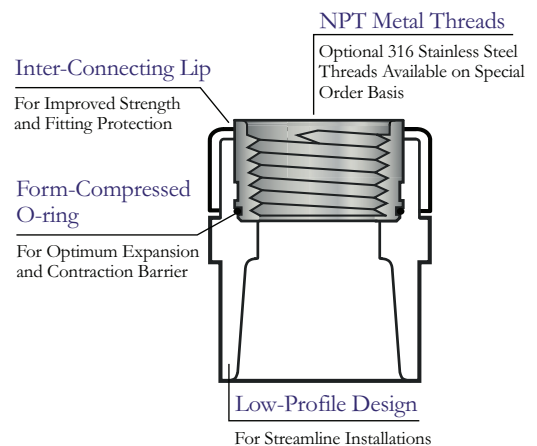 NPT Metal Threads
Optional 316 Stainless Steel
Threads Available on Special
Order Basis
Inter-Connecting Lip
For Improved Strength
and Fitting Protection
Form-Compressed
O-ring
For Optimum Expansion
and Contraction Barrier
Low-Profile Design
For Streamline Installations